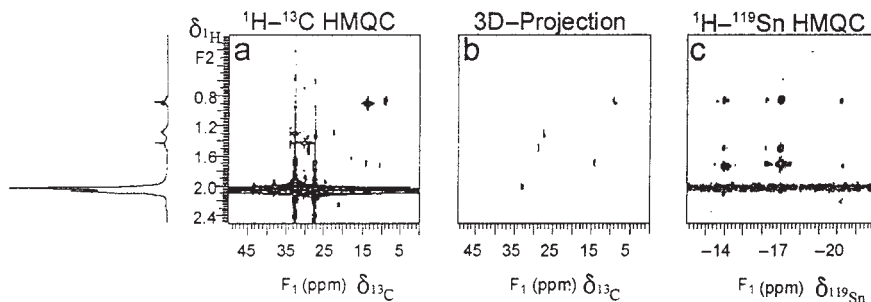 ¹H–¹³C HMQC
3D–Projection
¹H–¹¹⁹Sn HMQC
δ1H
F2
a
b
c
0.8
1.2
1.6
2.0
2.4
45 35 25 15 5
45 35 25 15 5
−14 −17 −20
F₁ (ppm) δ13C
F₁ (ppm) δ13C
F₁ (ppm) δ119Sn